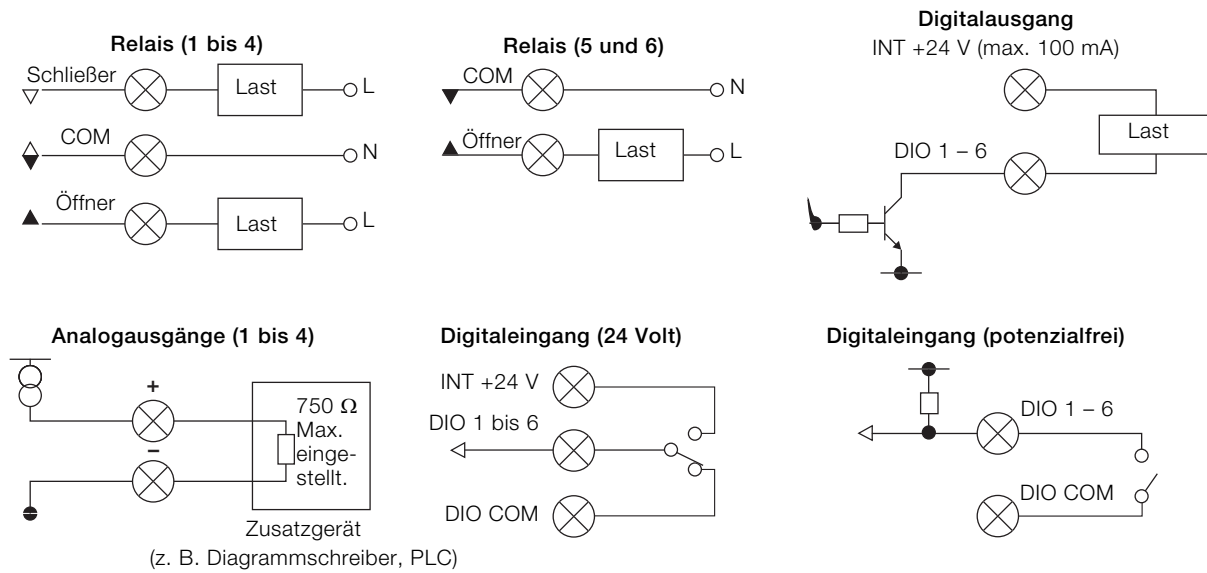 Relais (1 bis 4)
Schließer
Last
L
COM
N
Öffner
Last
L
Relais (5 und 6)
COM
N
Öffner
Last
L
Digitalausgang
INT +24 V (max. 100 mA)
Last
DIO 1 – 6
Analogausgänge (1 bis 4)
+
–
750 Ω
Max.
einge-
stellt.
Zusatzgerät
(z. B. Diagrammschreiber, PLC)
Digitaleingang (24 Volt)
INT +24 V
DIO 1 bis 6
DIO COM
Digitaleingang (potenzialfrei)
DIO 1 – 6
DIO COM